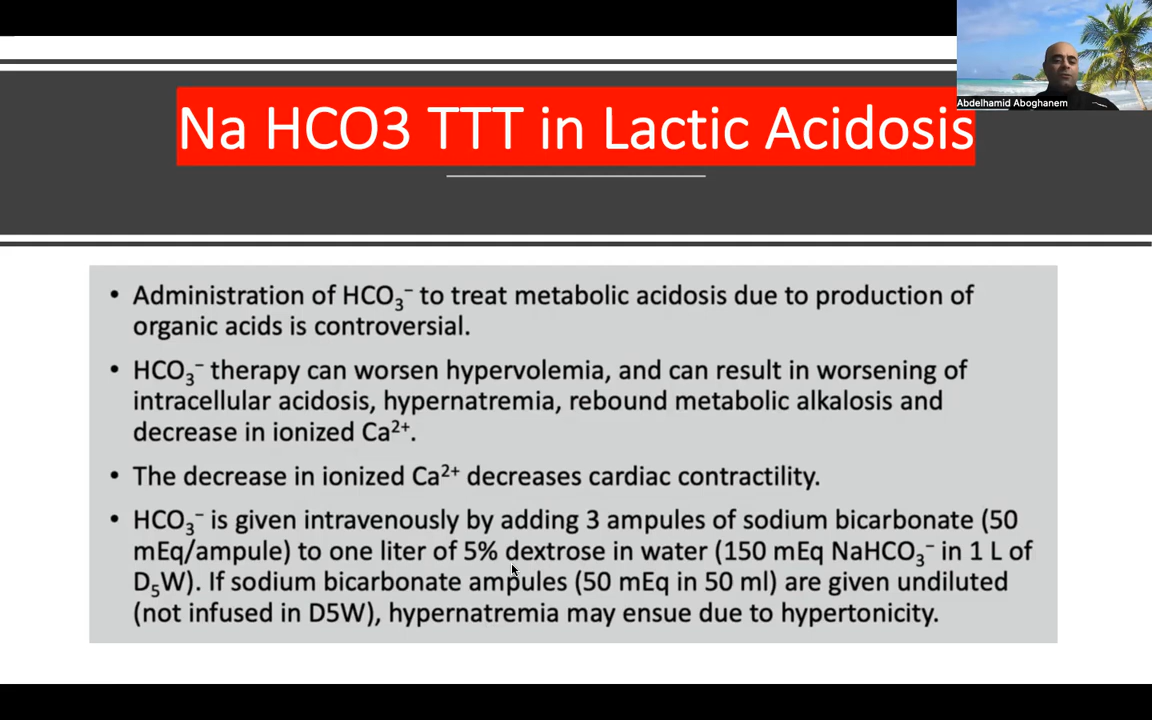 Abdelhamid Aboghanem
Na HCO3 TTT in Lactic Acidosis
• Administration of HCO₃⁻ to treat metabolic acidosis due to production of
organic acids is controversial.
• HCO₃⁻ therapy can worsen hypervolemia, and can result in worsening of
intracellular acidosis, hypernatremia, rebound metabolic alkalosis and
decrease in ionized Ca²⁺.
• The decrease in ionized Ca²⁺ decreases cardiac contractility.
• HCO₃⁻ is given intravenously by adding 3 ampules of sodium bicarbonate (50
mEq/ampule) to one liter of 5% dextrose in water (150 mEq NaHCO₃⁻ in 1 L of
D₅W). If sodium bicarbonate ampules (50 mEq in 50 ml) are given undiluted
(not infused in D5W), hypernatremia may ensue due to hypertonicity.